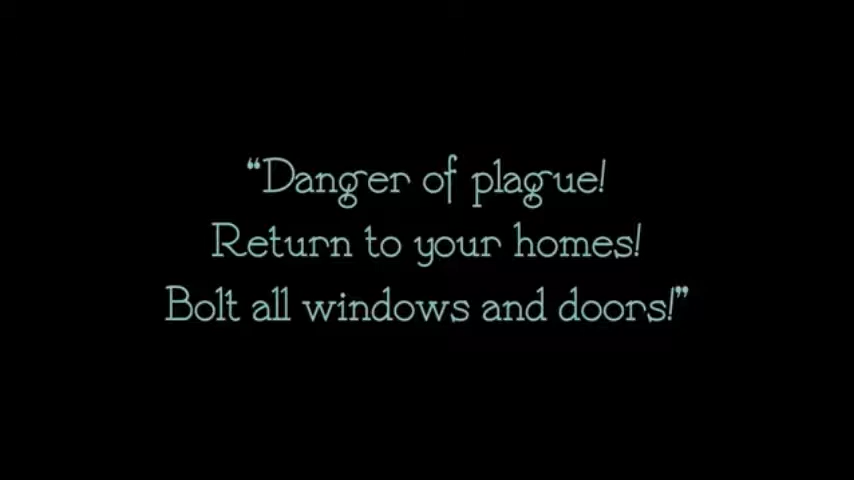 “Danger of plague!
Return to your homes!
Bolt all windows and doors!”